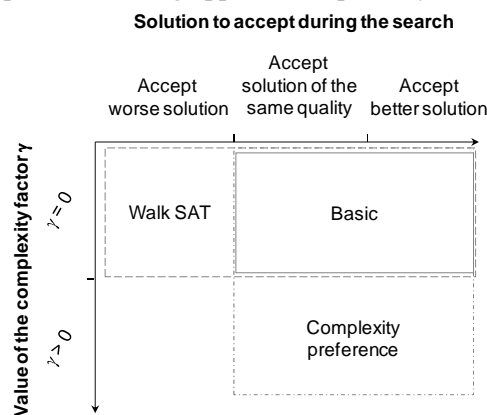 Solution to accept during the search
Accept
worse solution
Accept
solution of the
same quality
Accept
better solution
Value of the complexity factor γ
γ = 0
γ > 0
Walk SAT
Basic
Complexity
preference